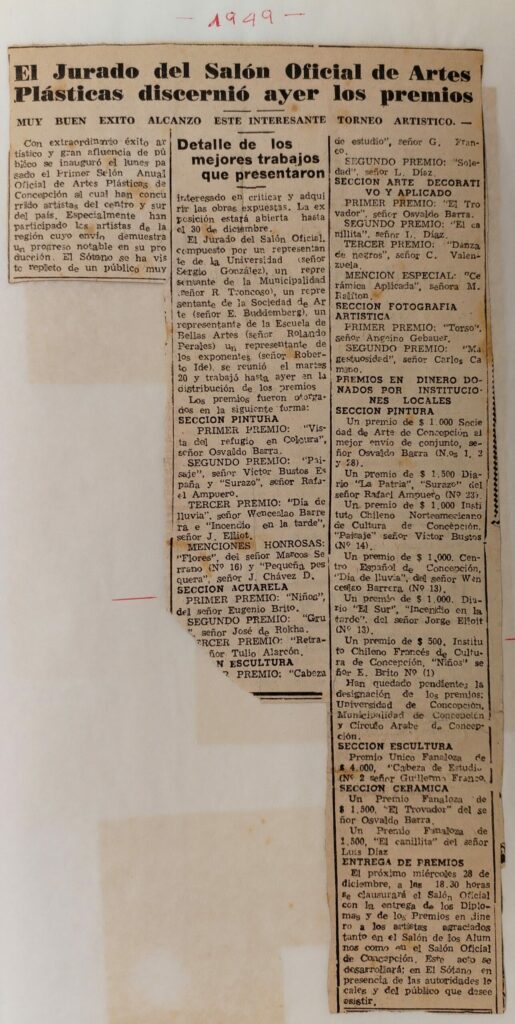 - 1949 -
El Jurado del Salón Oficial de Artes
Plásticas discernió ayer los premios
MUY BUEN EXITO ALCANZO ESTE INTERESANTE TORNEO ARTISTICO. —
Con extraordinario éxito ar
tístico y gran afluencia de pú
blico se inauguró el lunes pa
sado el Primer Salón Anual
Oficial de Artes Plásticas de
Concepción al cual han concu
rrido artistas del centro y sur
del país. Especialmente han
participado los artistas de la
región cuyo envío demuestra
un progreso notable en su pro
ducción. El Sótano se ha vis
to repleto de un público muy
Detalle de los
mejores trabajos
que presentaron
interesado en criticar y adqui
rir las obras expuestas. La ex
posición estará abierta hasta
el 30 de diciembre.
El Jurado del Salón Oficial,
compuesto por un representan
te de la Universidad (señor
Sergio González), un repre
sentante de la Municipalidad
(señor R. Troncoso), un repre
sentante de la Sociedad de Ar
te (señor E. Buddemberg), un
representante de la Escuela de
Bellas Artes (señor Rolando
Perales) un representante de
los exponentes (señor Rober-
to Ide), se reunió el martes
20 y trabajó hasta ayer en la
distribución de los premios
Los premios fueron otorga-
dos en la siguiente forma:
SECCION PINTURA
PRIMER PREMIO: "Vis-
ta del refugio en Colcura",
señor Osvaldo Barra.
SEGUNDO PREMIO: "Pai-
saje", señor Víctor Bustos Es
paña y "Surazo", señor Rafa-
el Ampuero.
TERCER PREMIO: "Día de
lluvia", señor Wenceslao Barre
ra e "Incendio en la tarde",
señor J. Elliot.
MENCIONES HONROSAS:
"Flores", del señor Marcos Se
rrano (Nº 16) y "Pequeña pes
quera", señor J. Chávez D.
SECCION ACUARELA
PRIMER PREMIO: "Niños",
del señor Eugenio Brito.
SEGUNDO PREMIO: "Gru
señor José de Rokha.
ERCER PREMIO: "Retra-
ñor Tulio Alarcón.
N ESCULTURA
PREMIO: "Cabeza
de estudio", señor G. Fran-
co.
SEGUNDO PREMIO: "Sole-
dad", señor L. Díaz.
SECCION ARTE DECORATI
VO Y APLICADO
PRIMER PREMIO: "El Tro
vador", señor Osvaldo Barra.
SEGUNDO PREMIO: "El ca
nillita", señor L. Díaz.
TERCER PREMIO: "Danza
de negros", señor C. Valen-
zuela.
MENCION ESPECIAL: "Ce
rámica Aplicada", señora M.
SECCION FOTOGRAFIA
ARTISTICA
PRIMER PREMIO: "Torso",
señor Gebauer.
SEGUNDO PREMIO: "Ma
gestuosidad", señor Carlos Ca
mano.
PREMIOS EN DINERO DO-
NADOS POR INSTITUCIO-
NES LOCALES
SECCION PINTURA
Un premio de $ 1.000 Socie
dad de Arte de Concepción al
mejor envío de conjunto, se-
ñor Osvaldo Barra (N.os 1, 2
y 28).
Un premio de $ 1.500 Dia-
rio "La Patria", "Surazo" del
señor Rafael Ampuero (Nº 23).
Un premio de $ 1.000 Insti
tuto Chileno Norteamericano
de Cultura de Concepción,
"Paisaje" señor Víctor Bustos
(Nº 14).
Un premio de $ 1.000, Cen-
tro Español de Concepción,
"Día de lluvia", del señor Wen
ceslao Barrera (Nº 13).
Un premio de $ 1.000, Dia-
rio "El Sur", "Incendio en la
tarde", del señor Jorge Elloit
(Nº 13).
Un premio de $ 500, Institu
to Chileno Francés de Cultu-
ra de Concepción, "Niños" se
ñor E. Brito Nº (1)
Han quedado pendientes la
designación de los premios:
Universidad de Concepción,
Municipalidad de Concepción
y Círculo Arabe de Concep-
ción.
SECCION ESCULTURA
Premio Unico Fanaloza de
$ 4.000, "Cabeza de Estudi
(Nº 2 señor Guillermo Franco.
SECCION CERAMICA
Un Premio Fanaloza de
$ 1.500, "El Trovador" del se
ñor Osvaldo Barra.
Un Premio Fanaloza de
1.500, "El canillita" del señor
Luis Díaz
ENTREGA DE PREMIOS
El próximo miércoles 28 de
diciembre, a las 18.30 horas
se clausurará el Salón Oficial
con la entrega de los Diplo-
mas y de los Premios en dine
ro a los artistas agraciados
tanto en el Salón de los Alum
nos como en el Salón Oficial
de Concepción. Este acto se
desarrollará: en El Sótano en
presencia de las autoridades lo
cales y del público que desee
asistir.